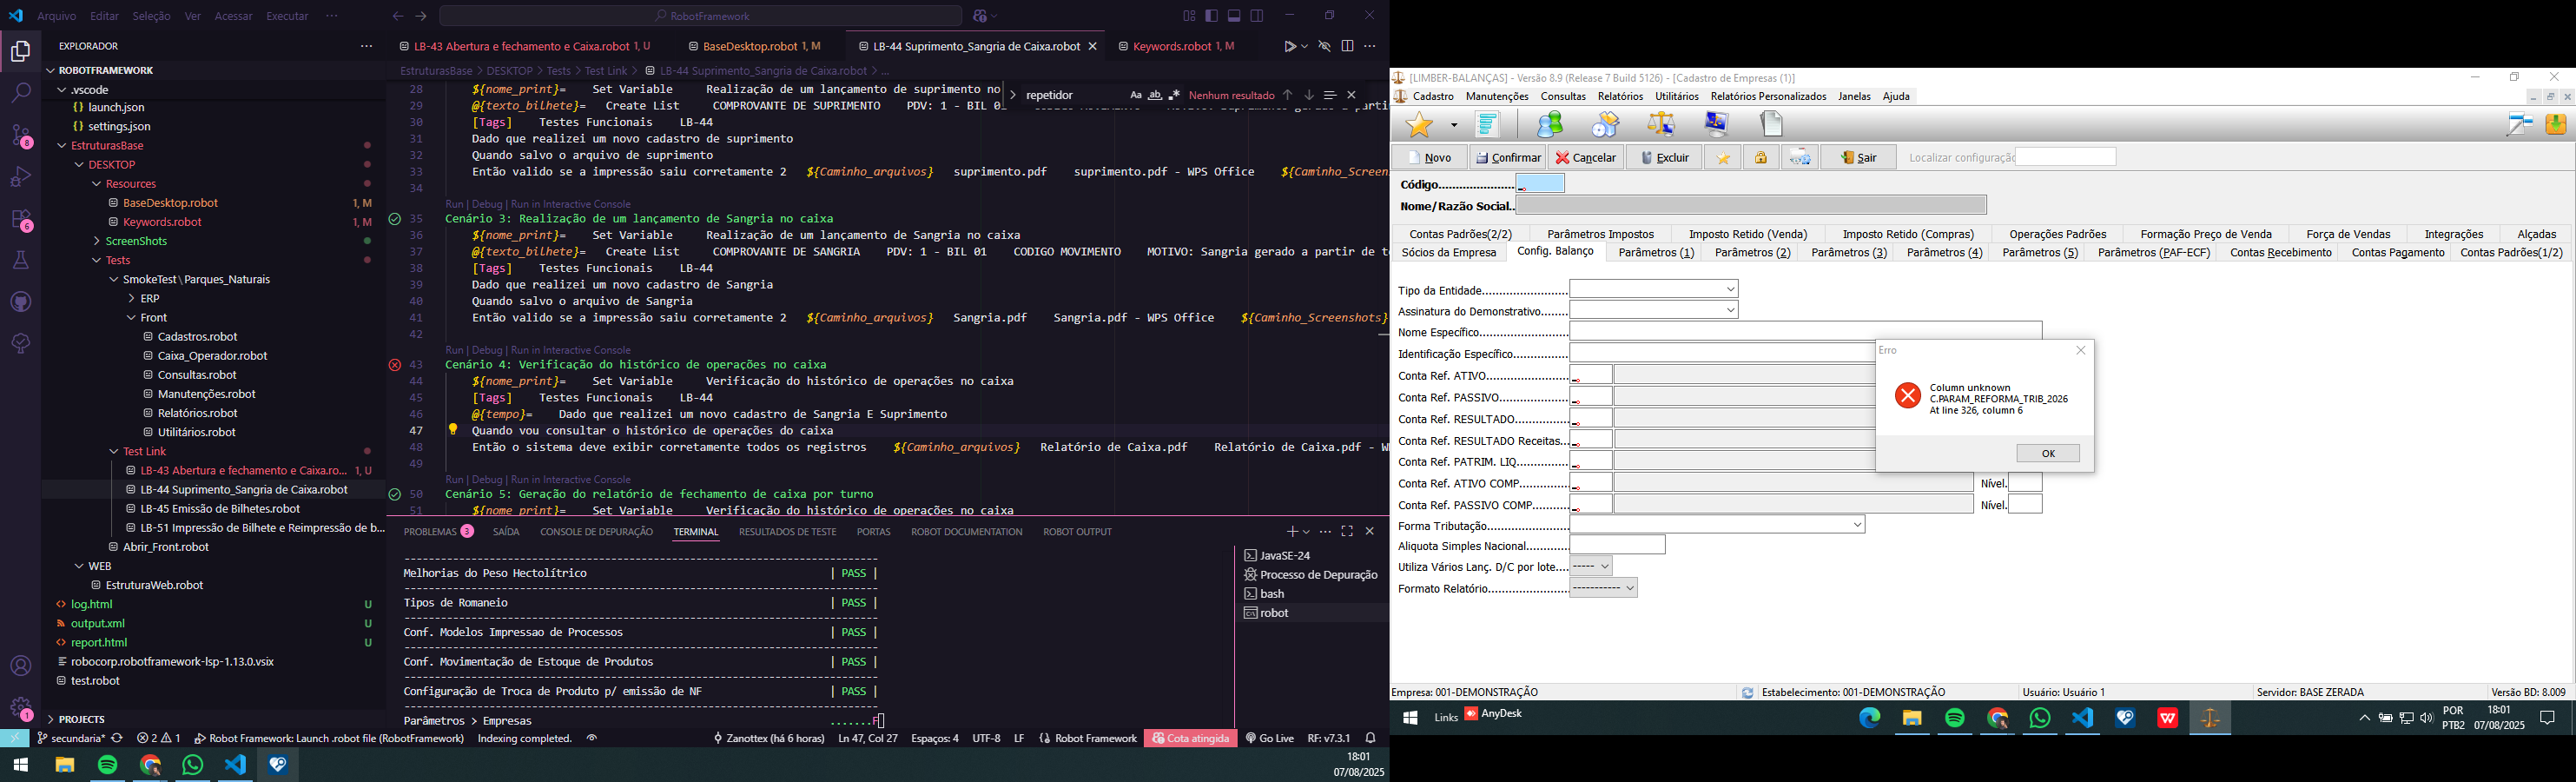 Arquivo Editar Seleção Ver Acessar Executar ···
RobotFramework
EXPLORADOR
ROBOTFRAMEWORK
.vscode
launch.json
settings.json
EstruturasBase
DESKTOP
Resources
BaseDesktop.robot 1, M
Keywords.robot 1, M
ScreenShots
Tests
SmokeTest\Parques_Naturais
ERP
Front
Cadastros.robot
Caixa_Operador.robot
Consultas.robot
Manutenções.robot
Relatórios.robot
Utilitários.robot
Test Link
LB-43 Abertura e fechamento e Caixa.ro... 1, U
LB-44 Suprimento_Sangria de Caixa.robot
LB-45 Emissão de Bilhetes.robot
LB-51 Impressão de Bilhete e Reimpressão de b...
Abrir_Front.robot
WEB
EstruturaWeb.robot
log.html U
output.xml U
report.html U
robocorp.robotframework-lsp-1.13.0.vsix
test.robot
PROJECTS
8
6
1
LB-43 Abertura e fechamento e Caixa.robot 1, U
BaseDesktop.robot 1, M
LB-44 Suprimento_Sangria de Caixa.robot
Keywords.robot 1, M
EstruturasBase > DESKTOP > Tests > Test Link > LB-44 Suprimento_Sangria de Caixa.robot > ...
repetidor Aa ab .* Nenhum resultado
28 ${nome_print}= Set Variable Realização de um lançamento de suprimento no
29 @{texto_bilhete}= Create List COMPROVANTE DE SUPRIMENTO PDV: 1 - BIL 01
30 [Tags] Testes Funcionais LB-44
31 Dado que realizei um novo cadastro de suprimento
32 Quando salvo o arquivo de suprimento
33 Então valido se a impressão saiu corretamente 2 ${Caminho_arquivos} suprimento.pdf suprimento.pdf - WPS Office ${Caminho_Screen
34
Run | Debug | Run in Interactive Console
35 Cenário 3: Realização de um lançamento de Sangria no caixa
36 ${nome_print}= Set Variable Realização de um lançamento de Sangria no caixa
37 @{texto_bilhete}= Create List COMPROVANTE DE SANGRIA PDV: 1 - BIL 01 CODIGO MOVIMENTO MOTIVO: Sangria gerado a partir de te
38 [Tags] Testes Funcionais LB-44
39 Dado que realizei um novo cadastro de Sangria
40 Quando salvo o arquivo de Sangria
41 Então valido se a impressão saiu corretamente 2 ${Caminho_arquivos} Sangria.pdf Sangria.pdf - WPS Office ${Caminho_Screenshots}
42
Run | Debug | Run in Interactive Console
43 Cenário 4: Verificação do histórico de operações no caixa
44 ${nome_print}= Set Variable Verificação do histórico de operações no caixa
45 [Tags] Testes Funcionais LB-44
46 @{tempo}= Dado que realizei um novo cadastro de Sangria E Suprimento
47 Quando vou consultar o histórico de operações do caixa
48 Então o sistema deve exibir corretamente todos os registros ${Caminho_arquivos} Relatório de Caixa.pdf Relatório de Caixa.pdf - W
49
Run | Debug | Run in Interactive Console
50 Cenário 5: Geração do relatório de fechamento de caixa por turno
51 ${nome_print}= Set Variable Verificação do histórico de operações no caixa
PROBLEMAS 3 SAÍDA CONSOLE DE DEPURAÇÃO TERMINAL RESULTADOS DE TESTE PORTAS ROBOT DOCUMENTATION ROBOT OUTPUT
Melhorias do Peso Hectolítrico | PASS |
Tipos de Romaneio | PASS |
Conf. Modelos Impressao de Processos | PASS |
Conf. Movimentação de Estoque de Produtos | PASS |
Configuração de Troca de Produto p/ emissão de NF | PASS |
Parâmetros > Empresas .......F
JavaSE-24
Processo de Depuração
bash
robot
secundaria* 2 1 Robot Framework: Launch .robot file (RobotFramework) Indexing completed. Zanottex (há 6 horas) Ln 47, Col 27 Espaços: 4 UTF-8 LF Robot Framework Cota atingida Go Live RF: v7.3.1
18:01
07/08/2025
[LIMBER-BALANÇAS] - Versão 8.9 (Release 7 Build 5126) - [Cadastro de Empresas (1)]
Cadastro Manutenções Consultas Relatórios Utilitários Relatórios Personalizados Janelas Ajuda
Novo Confirmar Cancelar Excluir Sair Localizar configuração
Código......................
Nome/Razão Social..
Contas Padrões(2/2) Parâmetros Impostos Imposto Retido (Venda) Imposto Retido (Compras) Operações Padrões Formação Preço de Venda Força de Vendas Integrações Alçadas
Sócios da Empresa Config. Balanço Parâmetros (1) Parâmetros (2) Parâmetros (3) Parâmetros (4) Parâmetros (5) Parâmetros (PAF-ECF) Contas Recebimento Contas Pagamento Contas Padrões(1/2)
Tipo da Entidade........................
Assinatura do Demonstrativo.......
Nome Específico.........................
Identificação Específico...............
Conta Ref. ATIVO.......................
Conta Ref. PASSIVO....................
Conta Ref. RESULTADO...............
Conta Ref. RESULTADO Receitas...
Conta Ref. PATRIM. LIQ...............
Conta Ref. ATIVO COMP.............. Nível.
Conta Ref. PASSIVO COMP.......... Nível.
Forma Tributação.......................
Aliquota Simples Nacional............
Utiliza Vários Lanç. D/C por lote.... -----
Formato Relatório....................... -----------
Erro
Column unknown
C.PARAM_REFORMA_TRIB_2026
At line 326, column 6
OK
Empresa: 001-DEMONSTRAÇÃO Estabelecimento: 001-DEMONSTRAÇÃO Usuário: Usuário 1 Servidor: BASE ZERADA Versão BD: 8.009
Links AnyDesk
POR
PTB2
18:01
07/08/2025